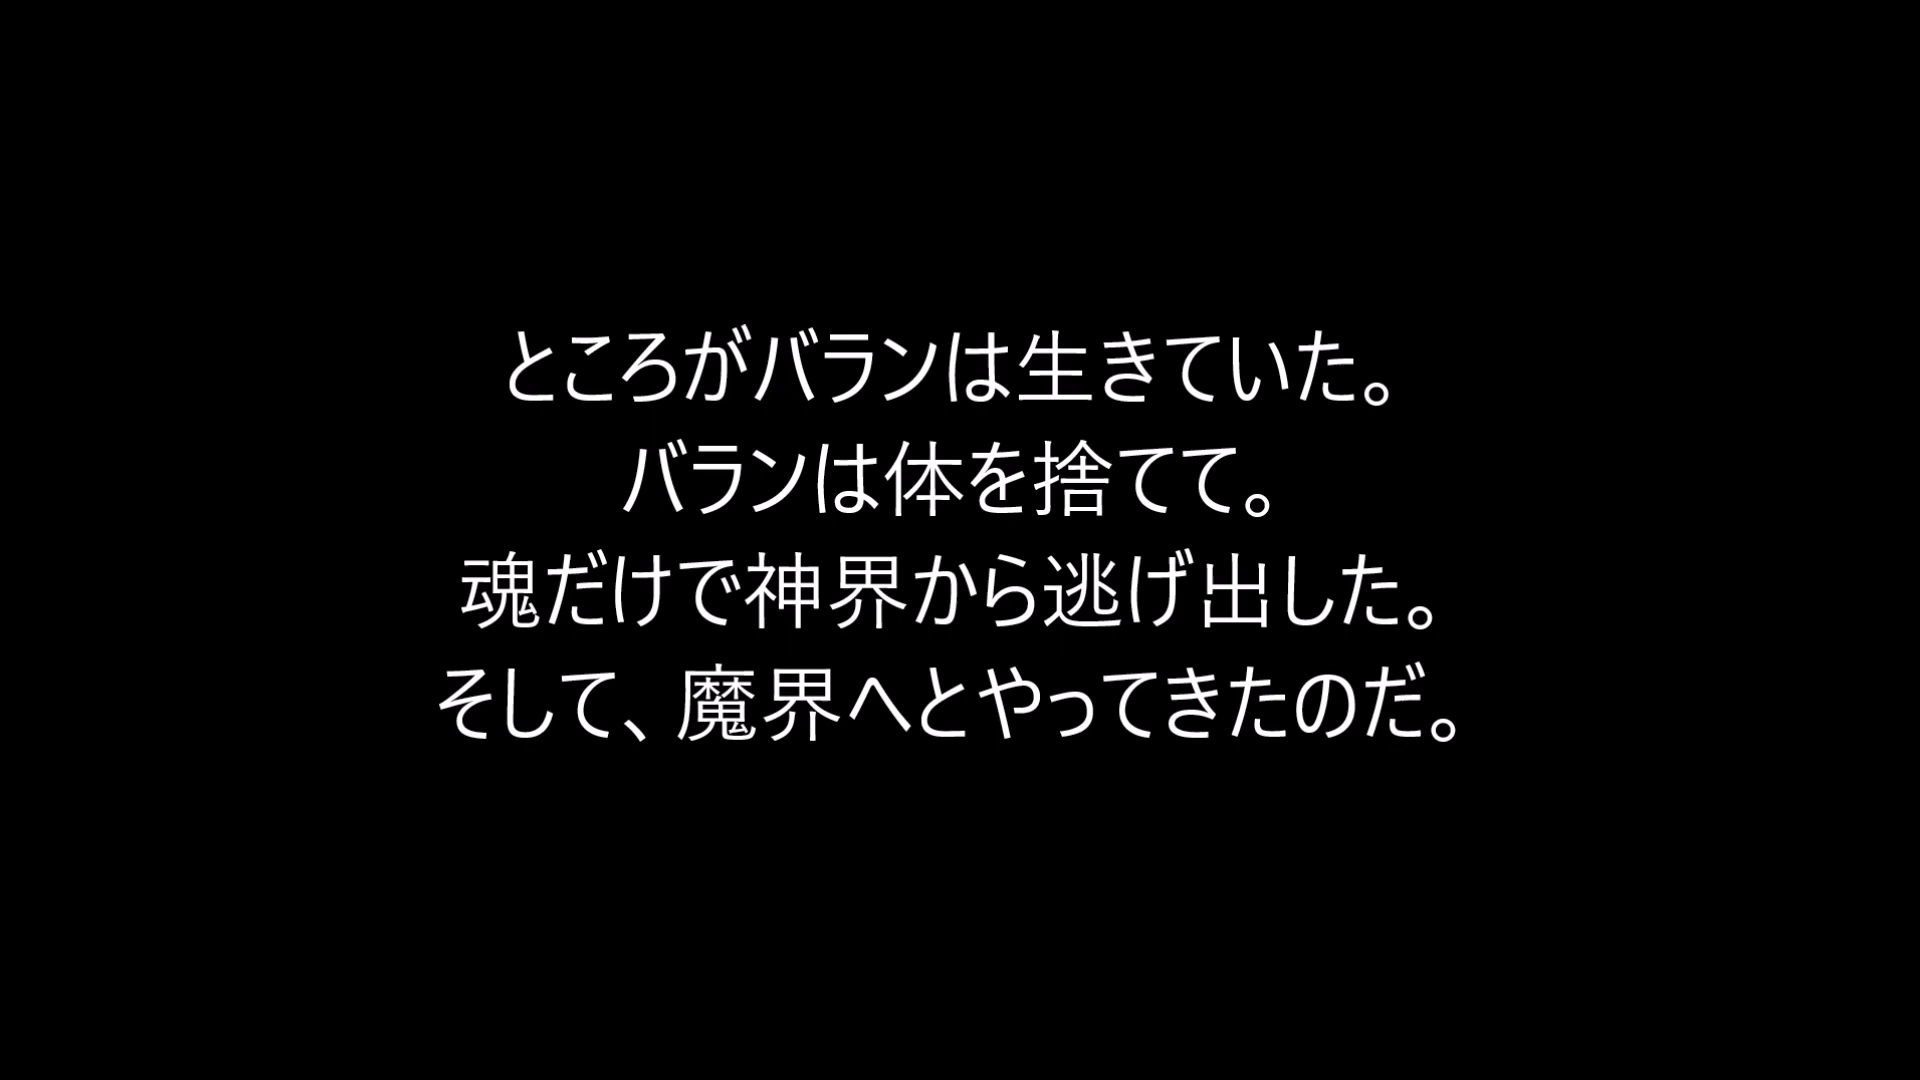 ところがバランは生きていた。
バランは体を捨てて。
魂だけで神界から逃げ出した。
そして、魔界へとやってきたのだ。